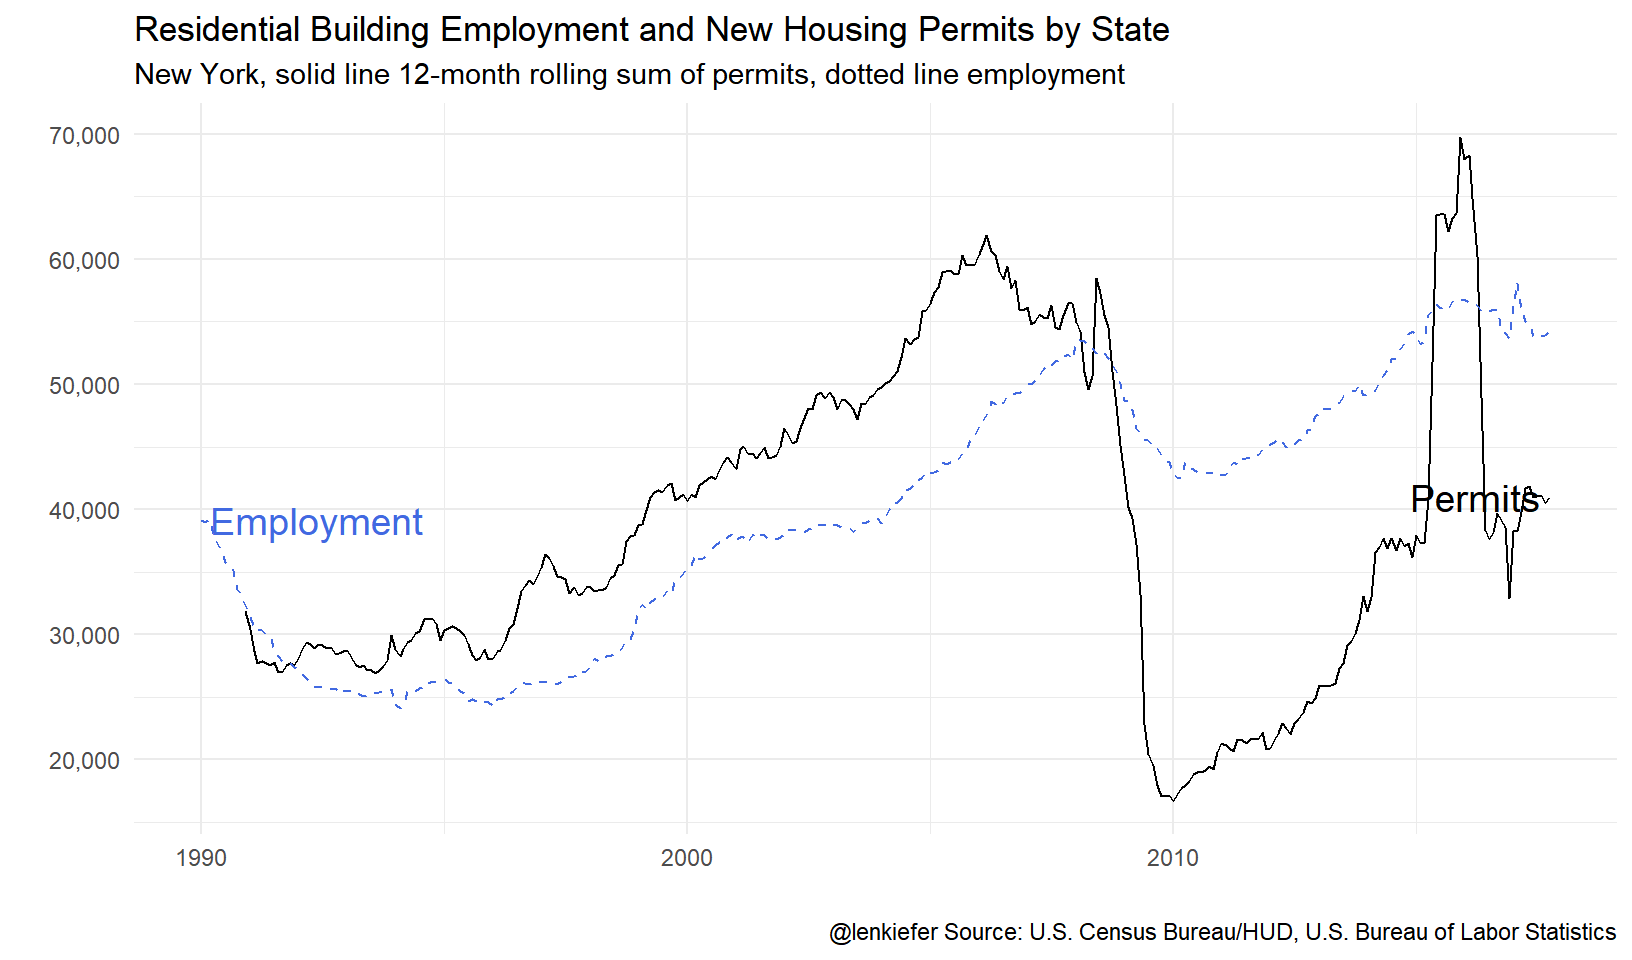 Residential Building Employment and New Housing Permits by State
New York, solid line 12-month rolling sum of permits, dotted line employment
70,000
60,000
50,000
40,000
30,000
20,000
Employment
Permits
1990
2000
2010
@lenkiefer Source: U.S. Census Bureau/HUD, U.S. Bureau of Labor Statistics